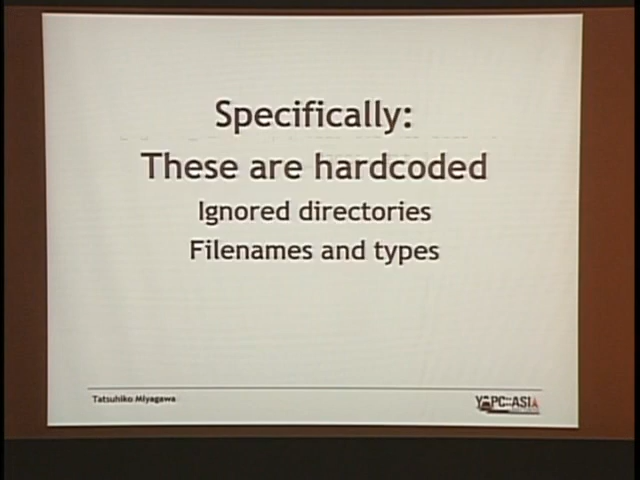 Specifically:
These are hardcoded
Ignored directories
Filenames and types
Tatsuhiko Miyagawa
YAPC::ASIA